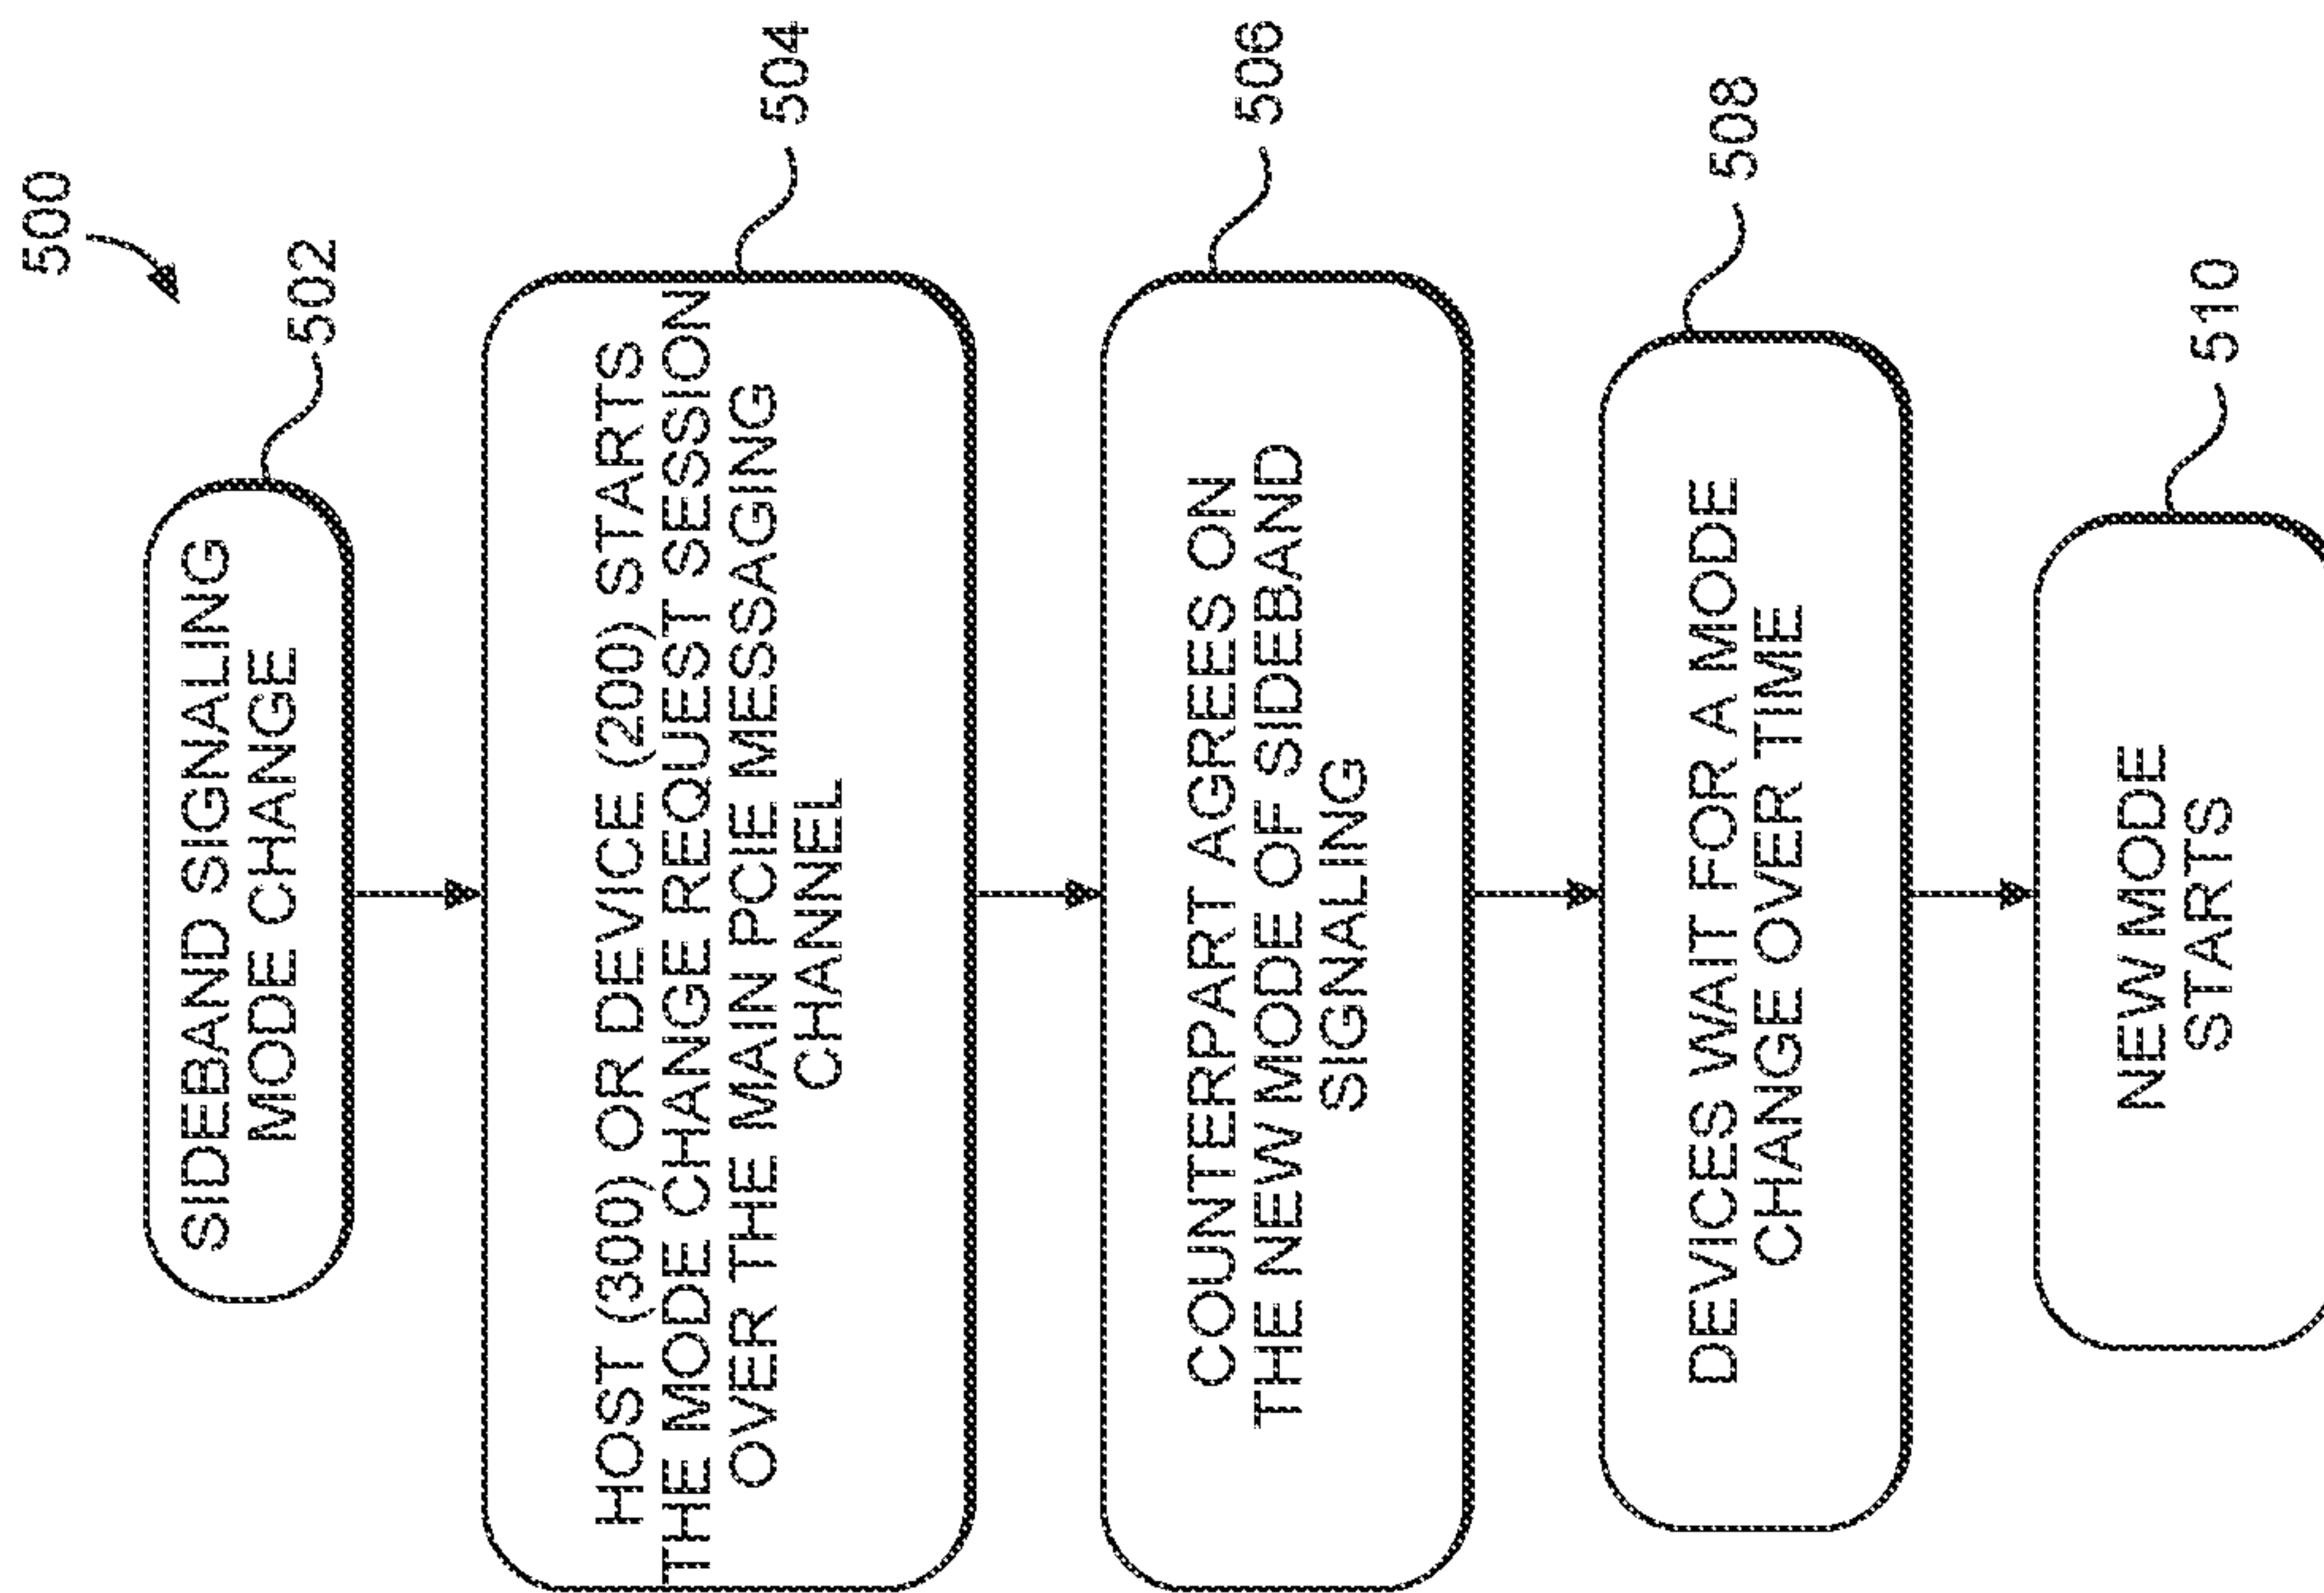 500
SIDEBAND SIGNALING
MODE CHANGE
502
HOST (300) OR DEVICE (200) STARTS
THE MODE CHANGE REQUEST SESSION
OVER THE MAIN PCIE MESSAGING
CHANNEL
504
COUNTERPART AGREES ON
THE NEW MODE OF SIDEBAND
SIGNALING
506
DEVICES WAIT FOR A MODE
CHANGE OVER TIME
508
NEW MODE
STARTS
510